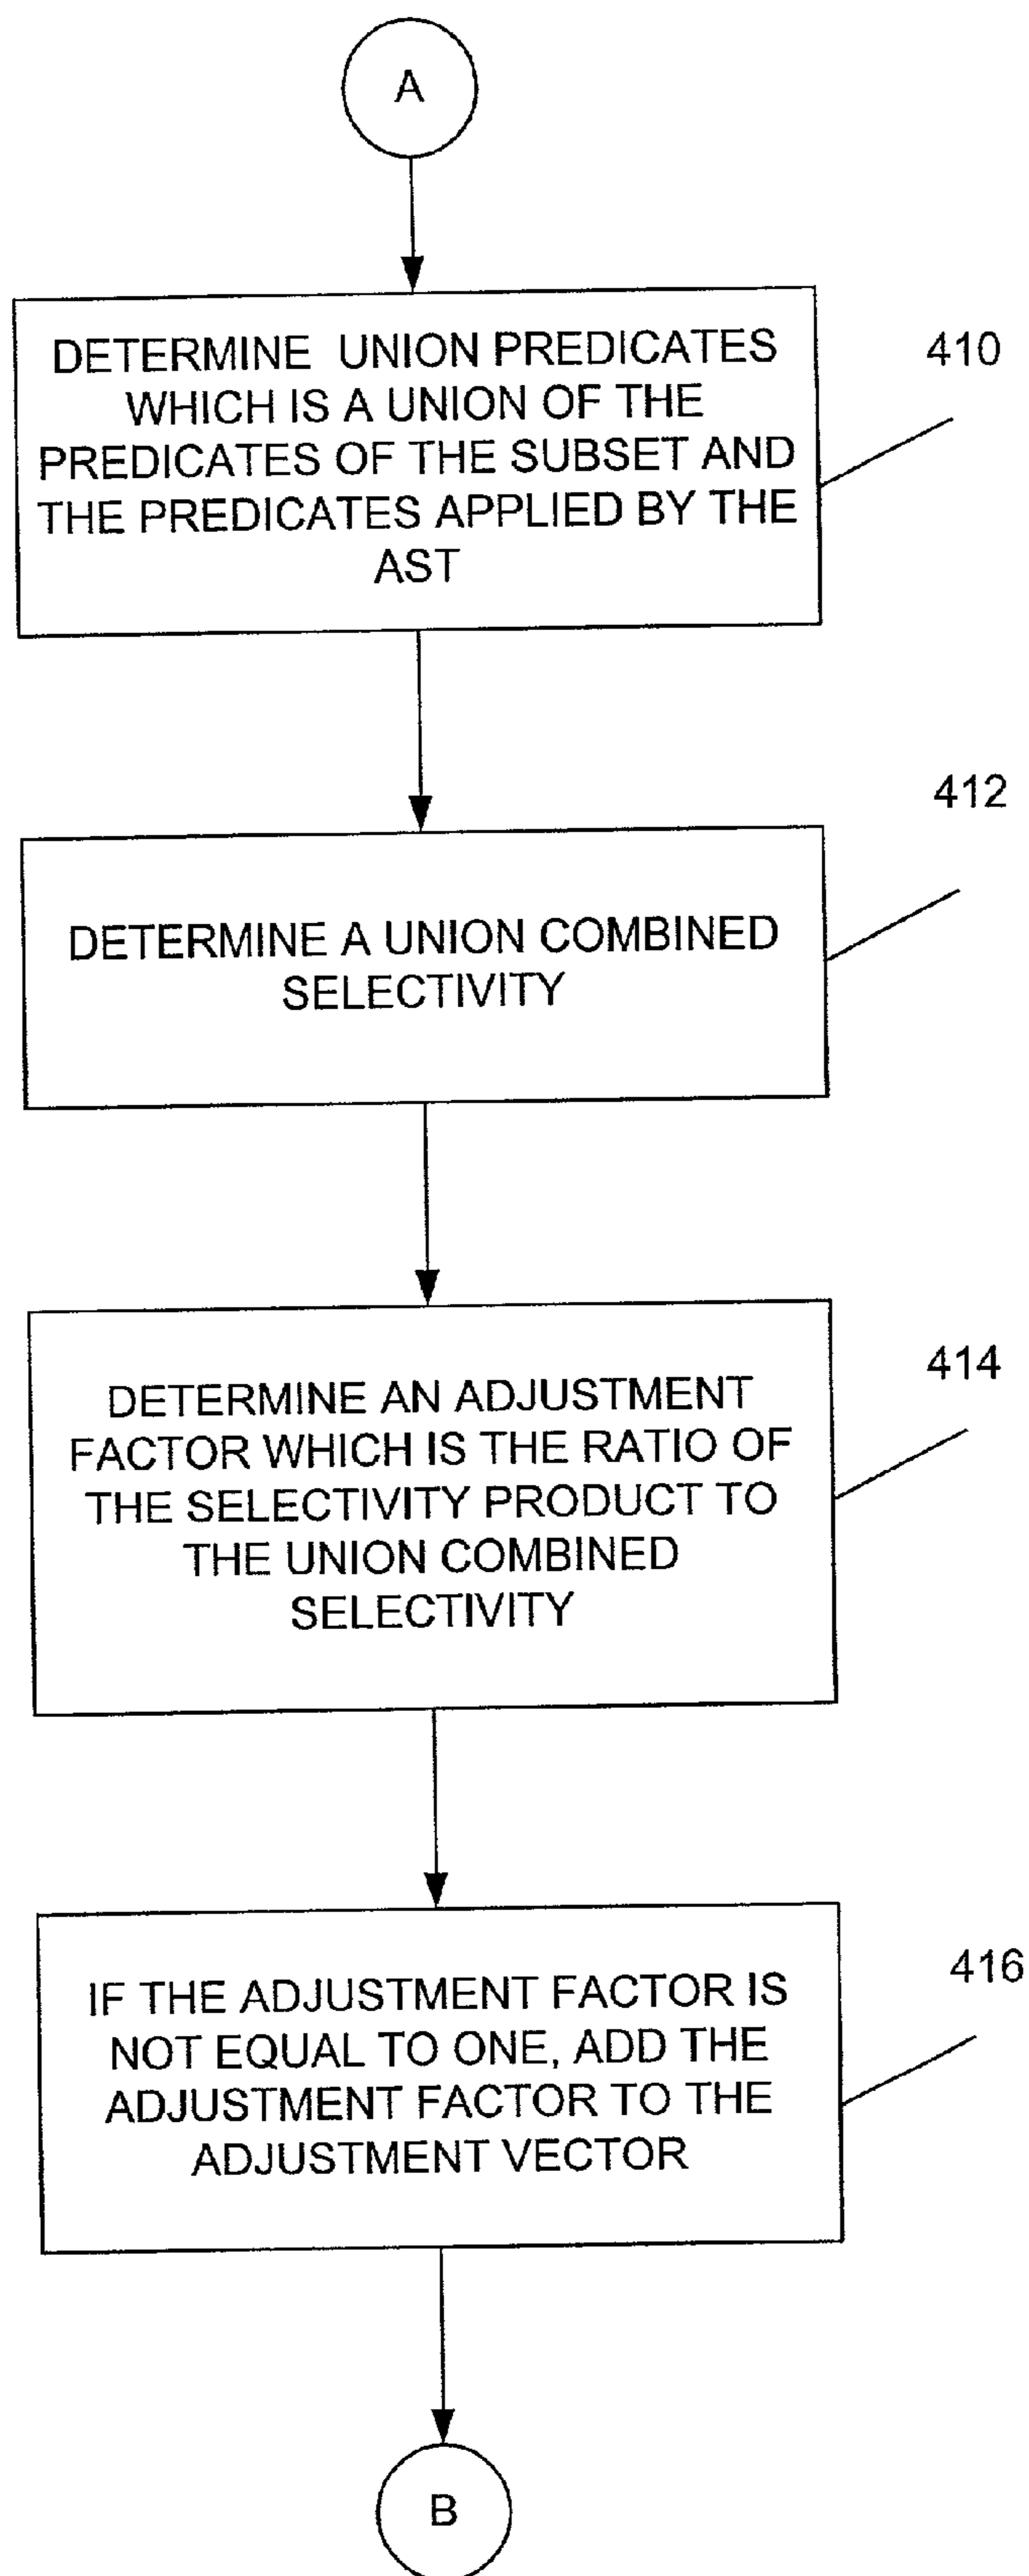 A
DETERMINE UNION PREDICATES
WHICH IS A UNION OF THE
PREDICATES OF THE SUBSET AND
THE PREDICATES APPLIED BY THE
AST
410
DETERMINE A UNION COMBINED
SELECTIVITY
412
DETERMINE AN ADJUSTMENT
FACTOR WHICH IS THE RATIO OF
THE SELECTIVITY PRODUCT TO
THE UNION COMBINED
SELECTIVITY
414
IF THE ADJUSTMENT FACTOR IS
NOT EQUAL TO ONE, ADD THE
ADJUSTMENT FACTOR TO THE
ADJUSTMENT VECTOR
416
B